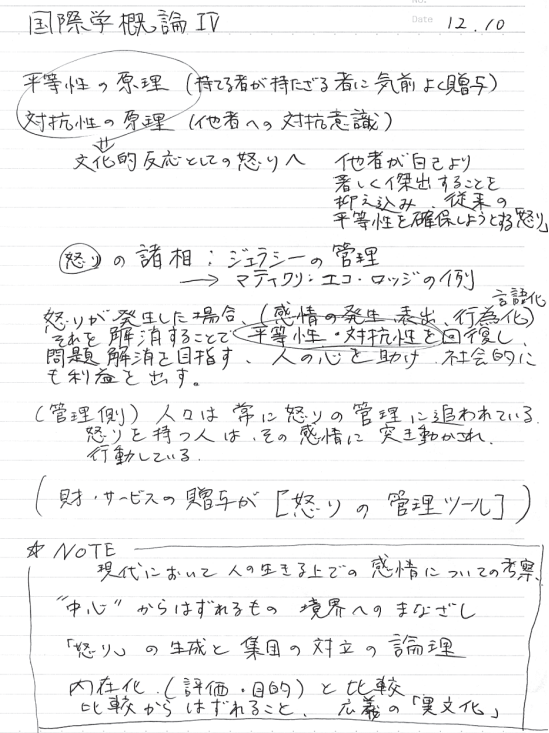 国際学概論Ⅳ
No.
Date 12.10
平等性の原理（持てる者が持たざる者に気前よく贈与）
対抗性の原理（他者への対抗意識）
⇓
文化的反応としての怒りへ
他者が自己より
著しく傑出することを
抑え込み、従来の
平等性を確保しようとする「怒り」
怒りの諸相：ジェラシーの管理
→ マティクリ：エコ・ロッジの例
言語化
怒りが発生した場合、（感情の発生、表出、行為化）
それを解消することで平等性・対抗性を回復し、
問題解消を目指す、人の心を助け、社会的に
も利益を出す。
（管理側）人々は常に怒りの管理に追われている。
怒りを持つ人は、その感情に突き動かされ、
行動している。
（財・サービスの贈与が［怒りの管理ツール］）
☆NOTE
現代において人の生きる上での感情についての考察、
"中心"からはずれるもの 境界へのまなざし
「怒り」の生成と集団の対立の論理
内在化（評価・目的）と比較
比較からはずれること、広義の「異文化」